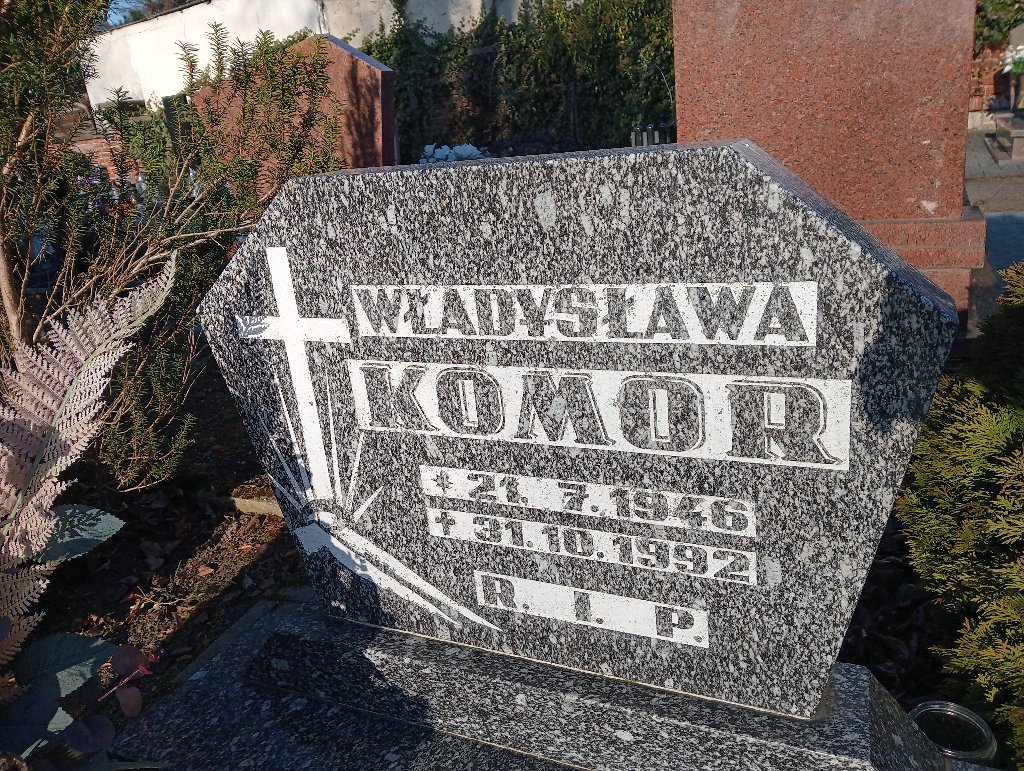 WŁADYSŁAWA
KOMOR
* 21. 7.1946
✝ 31.10.1992
R. I. P.